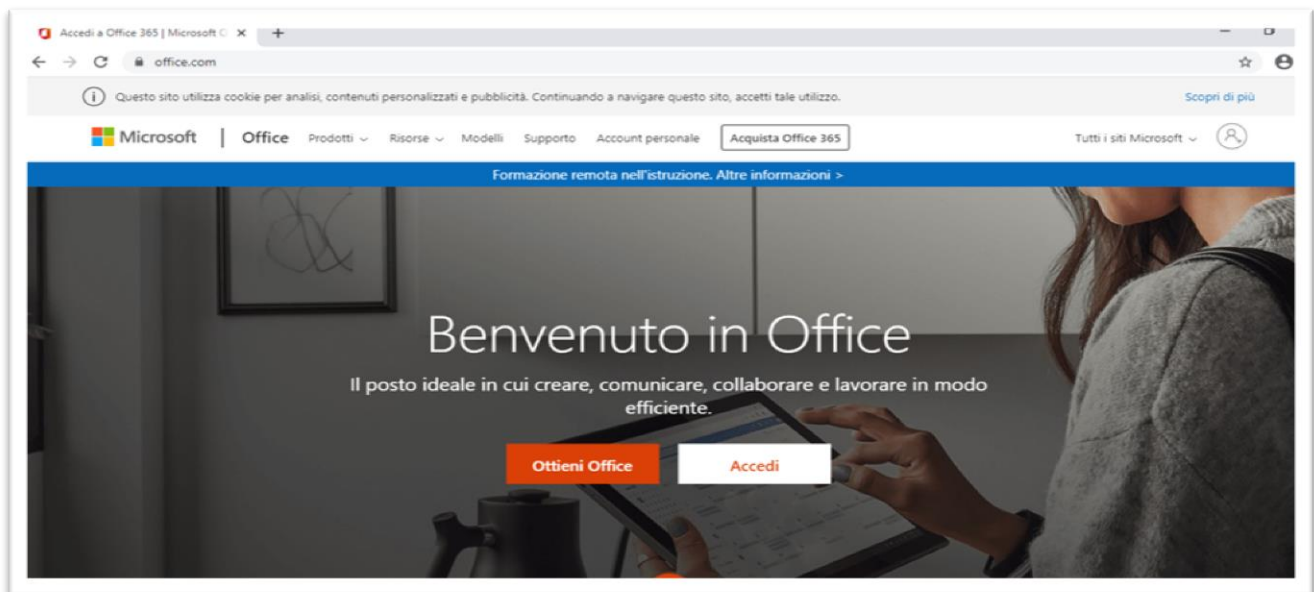 Accedi a Office 365 | Microsoft O
office.com
Questo sito utilizza cookie per analisi, contenuti personalizzati e pubblicità. Continuando a navigare questo sito, accetti tale utilizzo. Scopri di più
Microsoft | Office Prodotti Risorse Modelli Supporto Account personale Acquista Office 365 Tutti i siti Microsoft
Formazione remota nell'istruzione. Altre informazioni >
Benvenuto in Office
Il posto ideale in cui creare, comunicare, collaborare e lavorare in modo
efficiente.
Ottieni Office Accedi